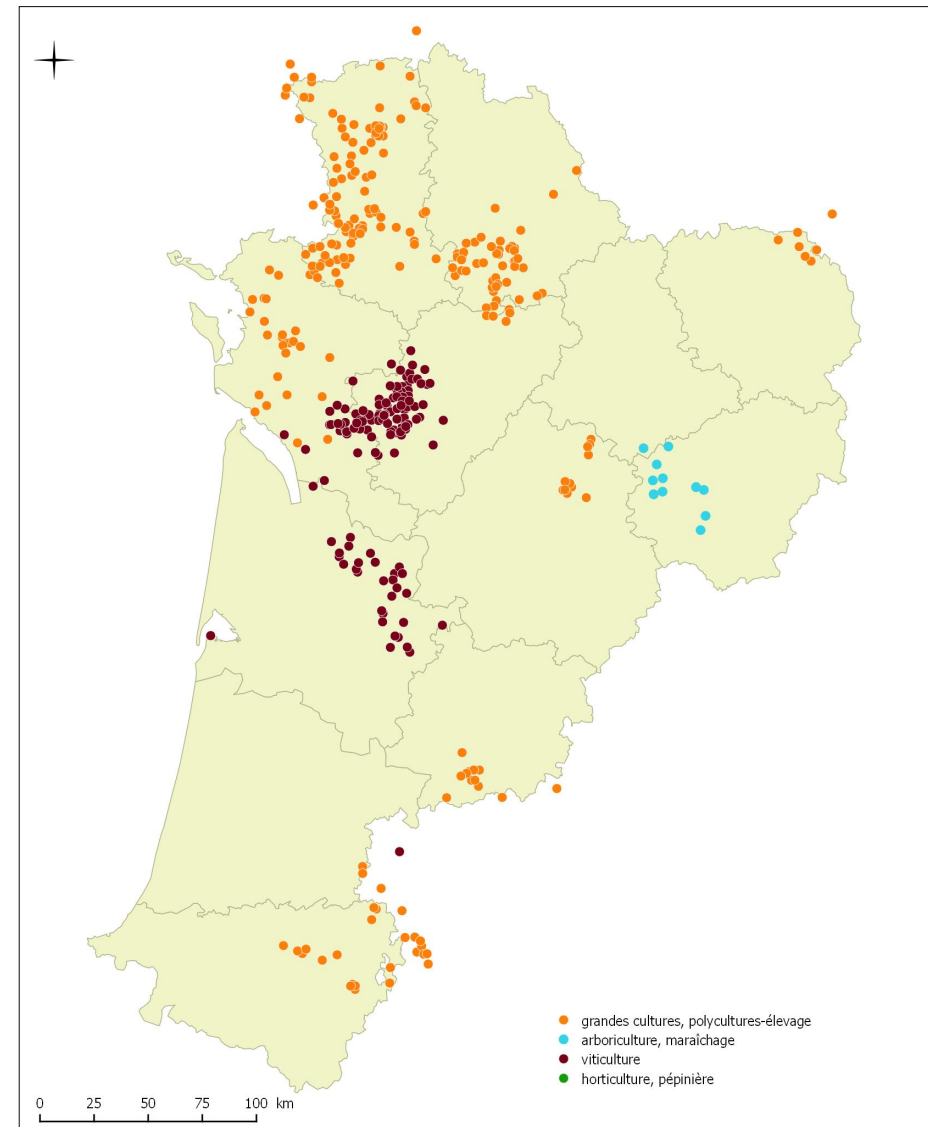 grandes cultures, polycultures-élevage
arboriculture, maraîchage
viticulture
horticulture, pépinière
0 25 50 75 100 km